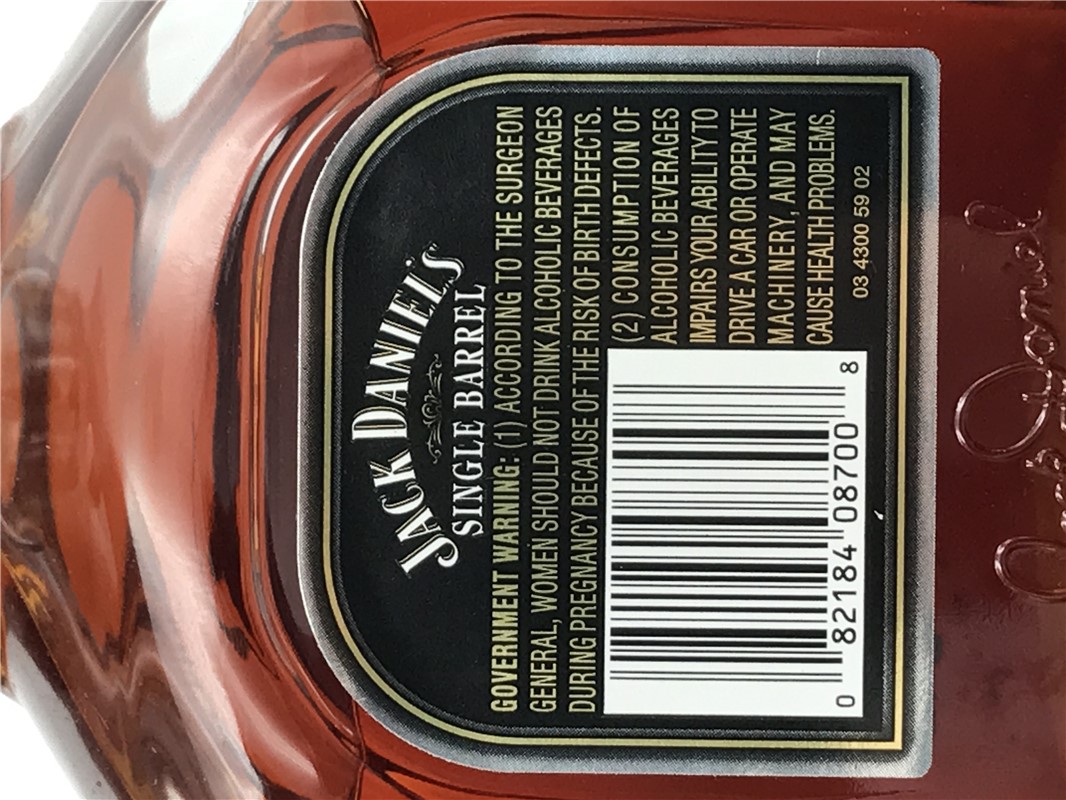 JACK DANIEL'S
SINGLE BARREL
GOVERNMENT WARNING: (1) ACCORDING TO THE SURGEON
GENERAL, WOMEN SHOULD NOT DRINK ALCOHOLIC BEVERAGES
DURING PREGNANCY BECAUSE OF THE RISK OF BIRTH DEFECTS.
(2) CONSUMPTION OF
ALCOHOLIC BEVERAGES
IMPAIRS YOUR ABILITY TO
DRIVE A CAR OR OPERATE
MACHINERY, AND MAY
CAUSE HEALTH PROBLEMS.
03 4300 59 02
0 82184 08700 8